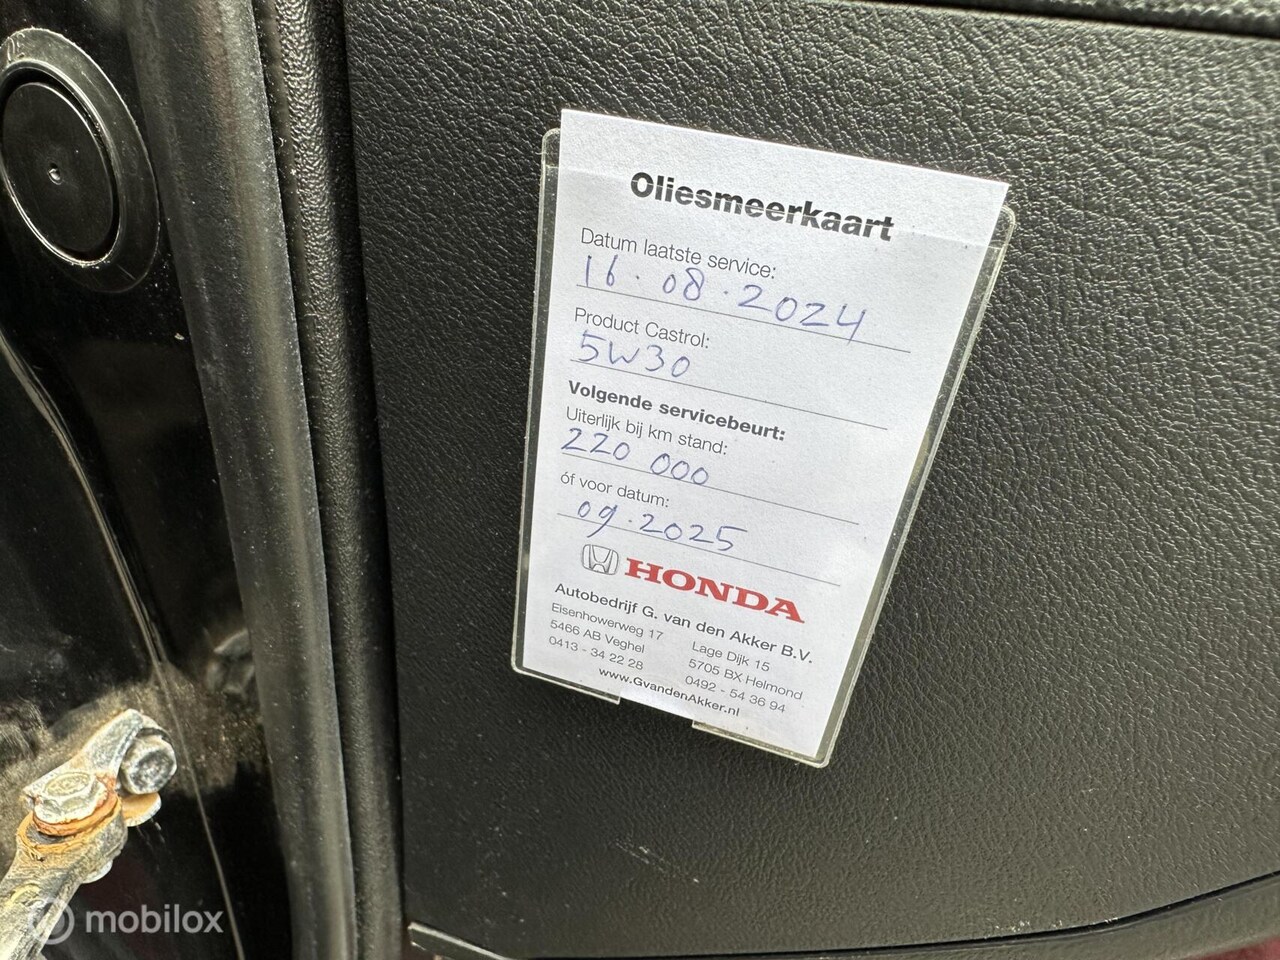 Oliesmeerkaart
Datum laatste service:
16.08.2024
Product Castrol:
5W30
Volgende servicebeurt:
Uiterlijk bij km stand:
220 000
óf voor datum:
09.2025
HONDA
Autobedrijf G. van den Akker B.V.
Eisenhowerweg 17
5466 AB Veghel
0413 - 34 22 28
Lage Dijk 15
5705 BX Helmond
0492 - 54 36 94
www.GvandenAkker.nl
mobilox